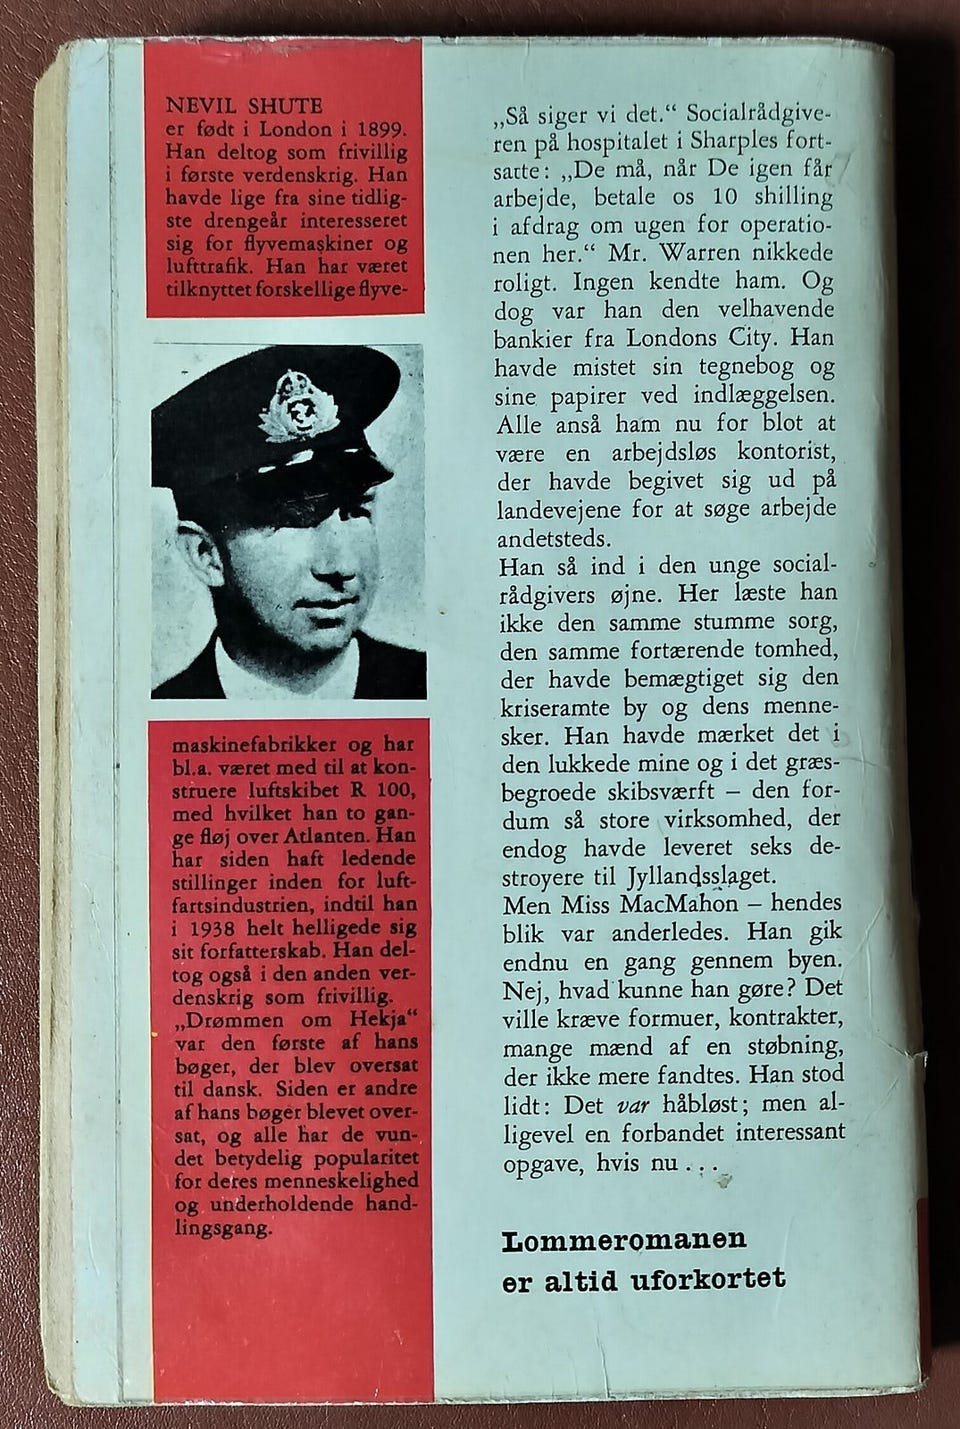 NEVIL SHUTE
er født i London i 1899.
Han deltog som frivillig
i første verdenskrig. Han
havde lige fra sine tidlig-
ste drengeår interesseret
sig for flyvemaskiner og
lufttrafik. Han har været
tilknyttet forskellige flyve-
maskinefabrikker og har
bl.a. været med til at kon-
struere luftskibet R 100,
med hvilket han to gan-
ge fløj over Atlanten. Han
har siden haft ledende
stillinger inden for luft-
fartsindustrien, indtil han
i 1938 helt helligede sig
sit forfatterskab. Han del-
tog også i den anden ver-
denskrig som frivillig.
„Drømmen om Hekja“
var den første af hans
bøger, der blev oversat
til dansk. Siden er andre
af hans bøger blevet over-
sat, og alle har de vun-
det betydelig popularitet
for deres menneskelighed
og underholdende hand-
lingsgang.
„Så siger vi det.“ Socialrådgive-
ren på hospitalet i Sharples fort-
satte: „De må, når De igen får
arbejde, betale os 10 shilling
i afdrag om ugen for operatio-
nen her.“ Mr. Warren nikkede
roligt. Ingen kendte ham. Og
dog var han den velhavende
bankier fra Londons City. Han
havde mistet sin tegnebog og
sine papirer ved indlæggelsen.
Alle anså ham nu for blot at
være en arbejdsløs kontorist,
der havde begivet sig ud på
landevejene for at søge arbejde
andetsteds.
Han så ind i den unge social-
rådgivers øjne. Her læste han
ikke den samme stumme sorg,
den samme fortærende tomhed,
der havde bemægtiget sig den
kriseramte by og dens menne-
sker. Han havde mærket det i
den lukkede mine og i det græs-
begroede skibsværft – den for-
dum så store virksomhed, der
endog havde leveret seks de-
stroyere til Jyllandsslaget.
Men Miss MacMahon – hendes
blik var anderledes. Han gik
endnu en gang gennem byen.
Nej, hvad kunne han gøre? Det
ville kræve formuer, kontrakter,
mange mænd af en støbning,
der ikke mere fandtes. Han stod
lidt: Det var håbløst; men al-
ligevel en forbandet interessant
opgave, hvis nu . . .
Lommeromanen
er altid uforkortet